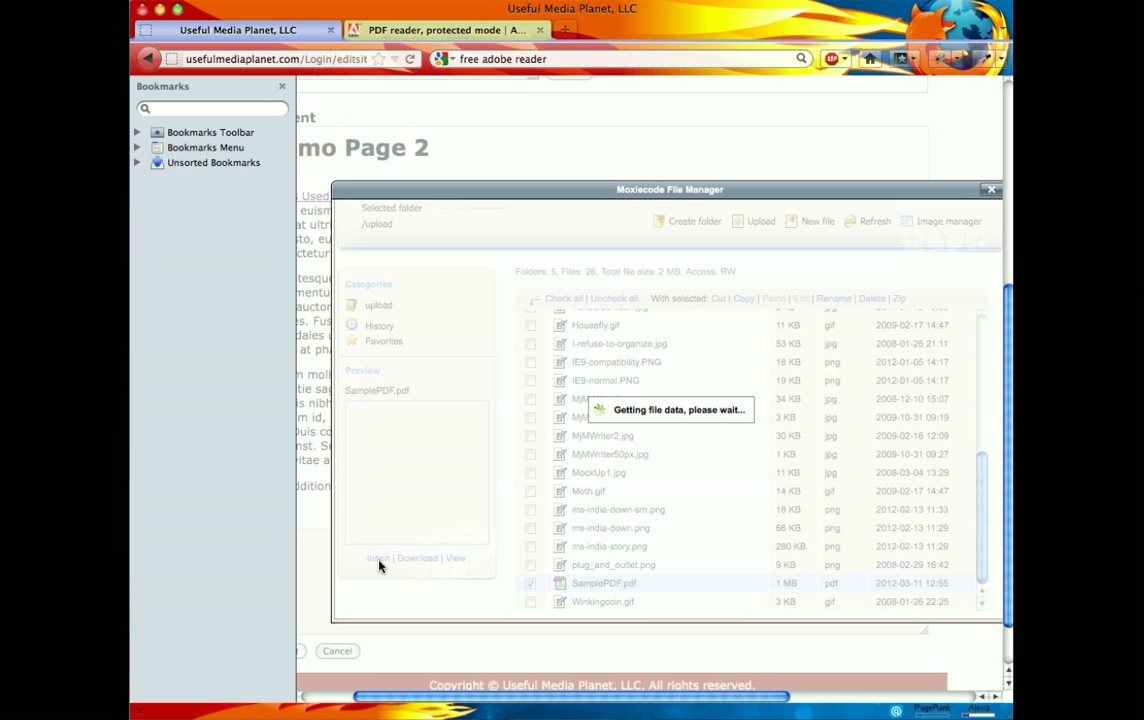 Useful Media Planet, LLC
Useful Media Planet, LLC
PDF reader, protected mode | A...
usefulmediaplanet.com/Login/editsit
free adobe reader
ABP
Bookmarks
Bookmarks Toolbar
Bookmarks Menu
Unsorted Bookmarks
ent
mo Page 2
Used
Moxiecode File Manager
Selected folder
/upload
Create folder
Upload
New file
Refresh
Image manager
Folders: 5, Files: 26, Total file size: 2 MB, Access: RW
Categories
upload
History
Favorites
Preview
SamplePDF.pdf
Insert | Download | View
Check all | Uncheck all
With selected: Cut | Copy | Paste | Edit | Rename | Delete | Zip
Housefly.gif 11 KB gif 2009-02-17 14:47
I-refuse-to-organize.jpg 53 KB jpg 2008-01-26 21:11
IE9-compatibility.PNG 18 KB png 2012-01-05 14:17
IE9-normal.PNG 19 KB png 2012-01-05 14:17
MjM 34 KB jpg 2008-12-10 15:07
MjM 3 KB jpg 2009-10-31 09:19
MjMWriter2.jpg 30 KB jpg 2009-02-16 12:09
MjMWriter50px.jpg 1 KB jpg 2009-10-31 09:27
MockUp1.jpg 6 KB jpg 2008-03-04 13:29
Moth.gif 14 KB gif 2009-02-17 14:47
ms-india-down-sm.png 18 KB png 2012-02-13 11:33
ms-india-down.png 66 KB png 2012-02-13 11:29
ms-india-story.png 280 KB png 2012-02-13 11:29
plug_and_outlet.png 9 KB png 2008-02-29 16:42
SamplePDF.pdf 1 MB pdf 2012-03-11 12:55
Winkingcoin.gif 3 KB gif 2008-01-26 22:25
Getting file data, please wait...
Cancel
Copyright © Useful Media Planet, LLC, All rights reserved.
PageRank
Alexa